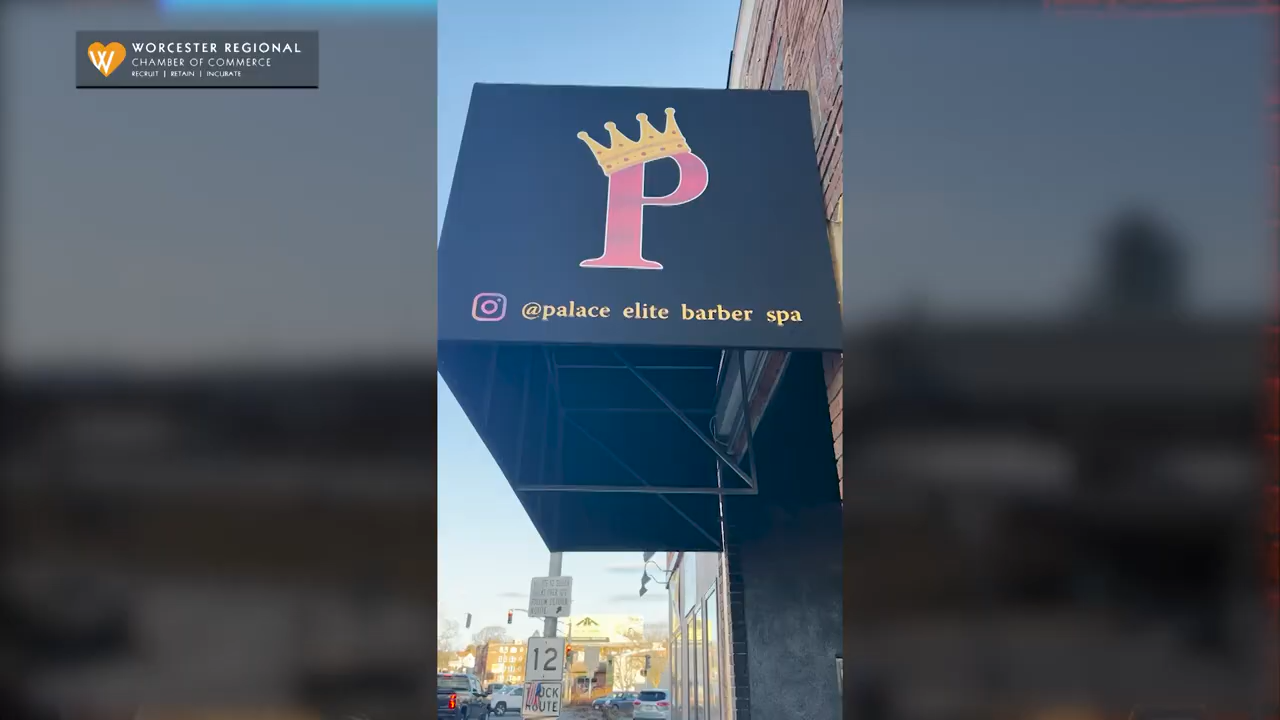 WORCESTER REGIONAL
CHAMBER OF COMMERCE
RECRUIT | RETAIN | INCUBATE
P
@palace elite barber spa
12
TRUCK
ROUTE